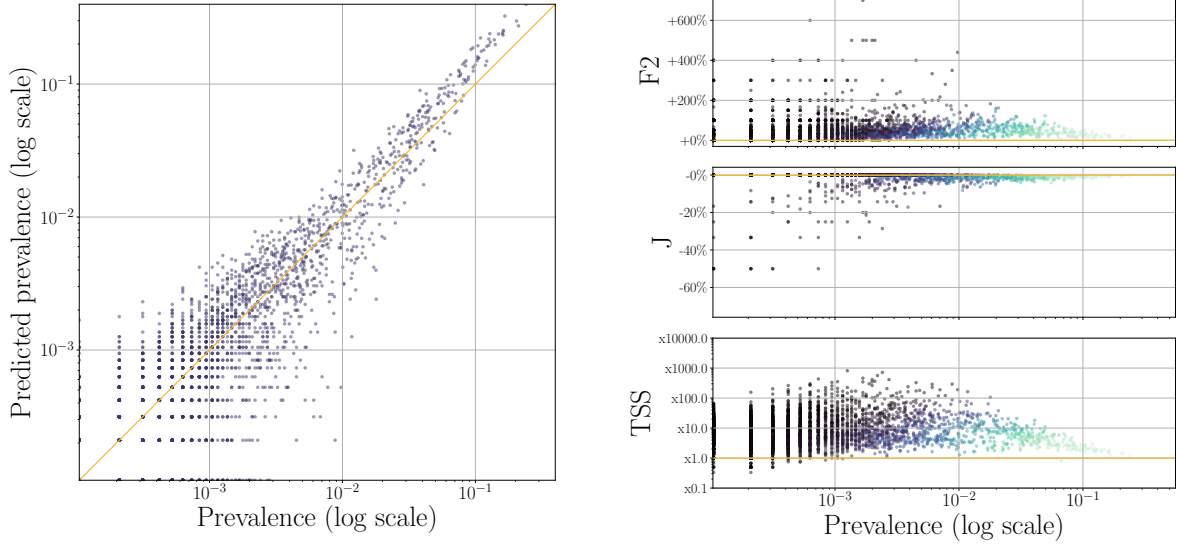 Predicted prevalence (log scale)
10⁻¹
10⁻²
10⁻³
10⁻³ 10⁻² 10⁻¹
Prevalence (log scale)
F2
+600%
+400%
+200%
+0%
J
-0%
-20%
-40%
-60%
TSS
x10000.0
x1000.0
x100.0
x10.0
x1.0
x0.1
10⁻³ 10⁻² 10⁻¹
Prevalence (log scale)